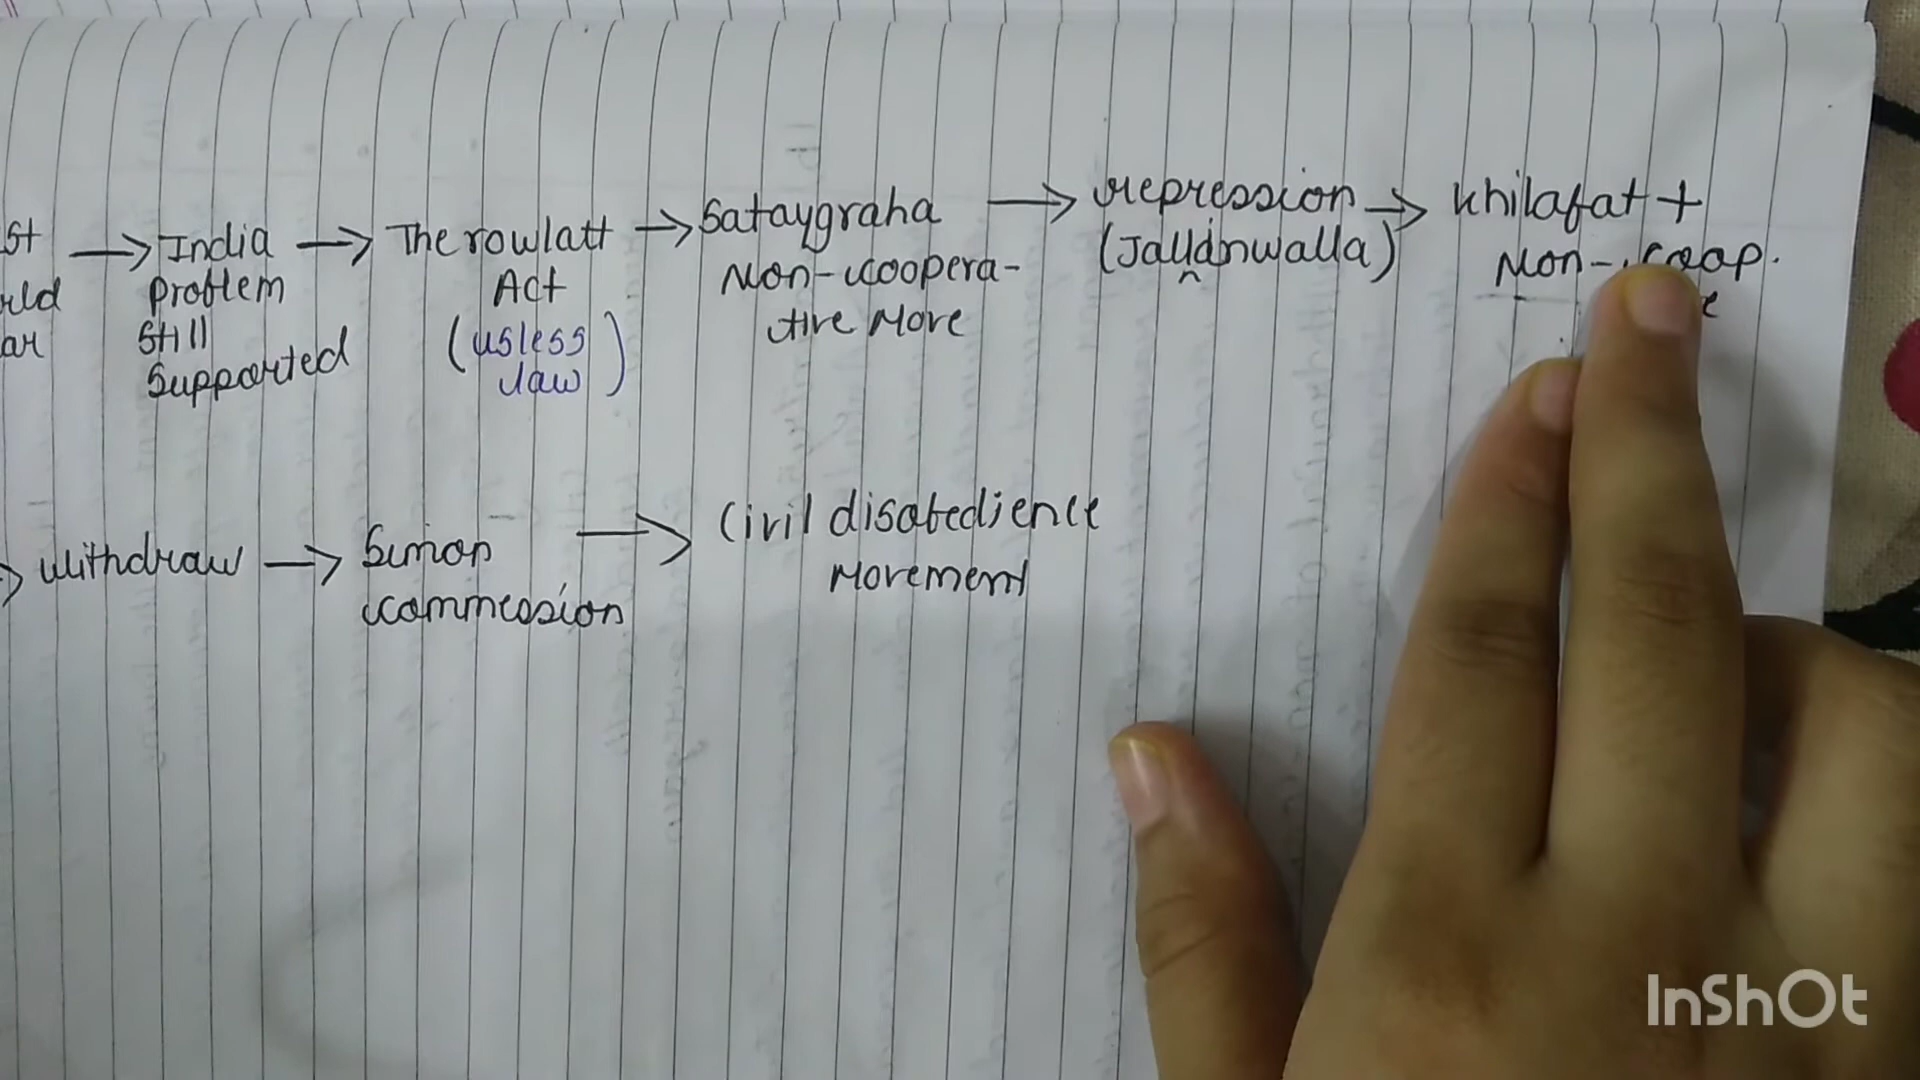 st → India → The rowlatt → Sataygraha → repression → Khilafat +
rld problem Act Non-coopera- (Jallianwalla) Non-coop.
ar still (usless tive Move
supported law)
→ withdraw → Simon → Civil disobedience
commession Movement
InShOt